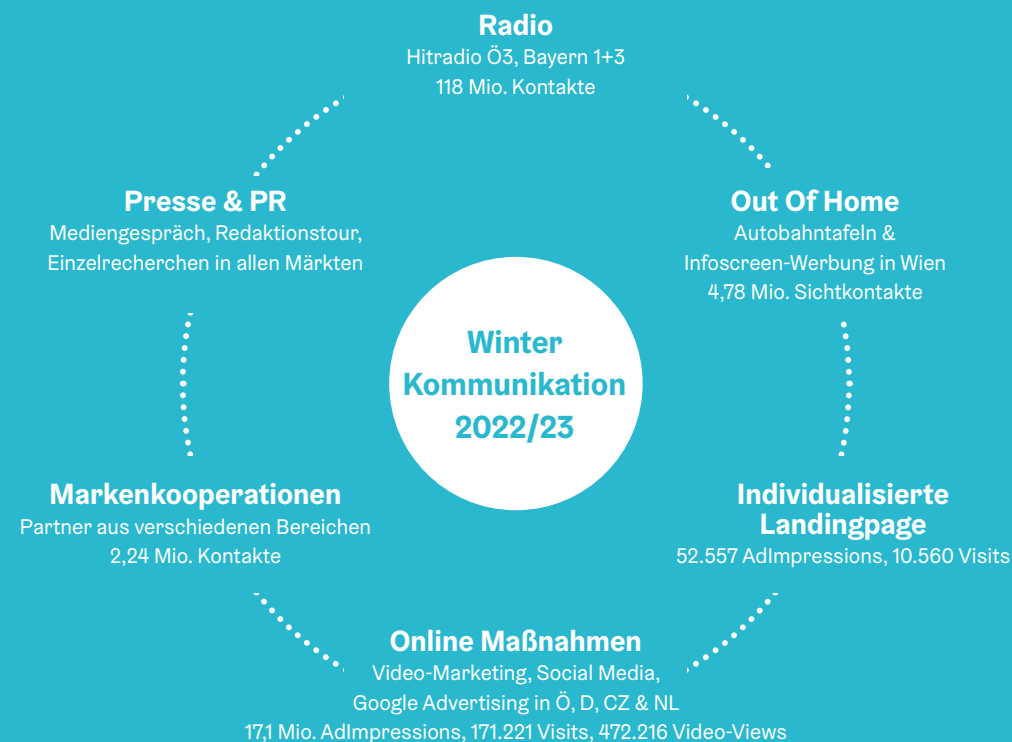 Radio
Hitradio Ö3, Bayern 1+3
118 Mio. Kontakte
Presse & PR
Mediengespräch, Redaktionstour,
Einzelrecherchen in allen Märkten
Out Of Home
Autobahntafeln &
Infoscreen-Werbung in Wien
4,78 Mio. Sichtkontakte
Winter
Kommunikation
2022/23
Markenkooperationen
Partner aus verschiedenen Bereichen
2,24 Mio. Kontakte
Individualisierte
Landingpage
52.557 AdImpressions, 10.560 Visits
Online Maßnahmen
Video-Marketing, Social Media,
Google Advertising in Ö, D, CZ & NL
17,1 Mio. AdImpressions, 171.221 Visits, 472.216 Video-Views